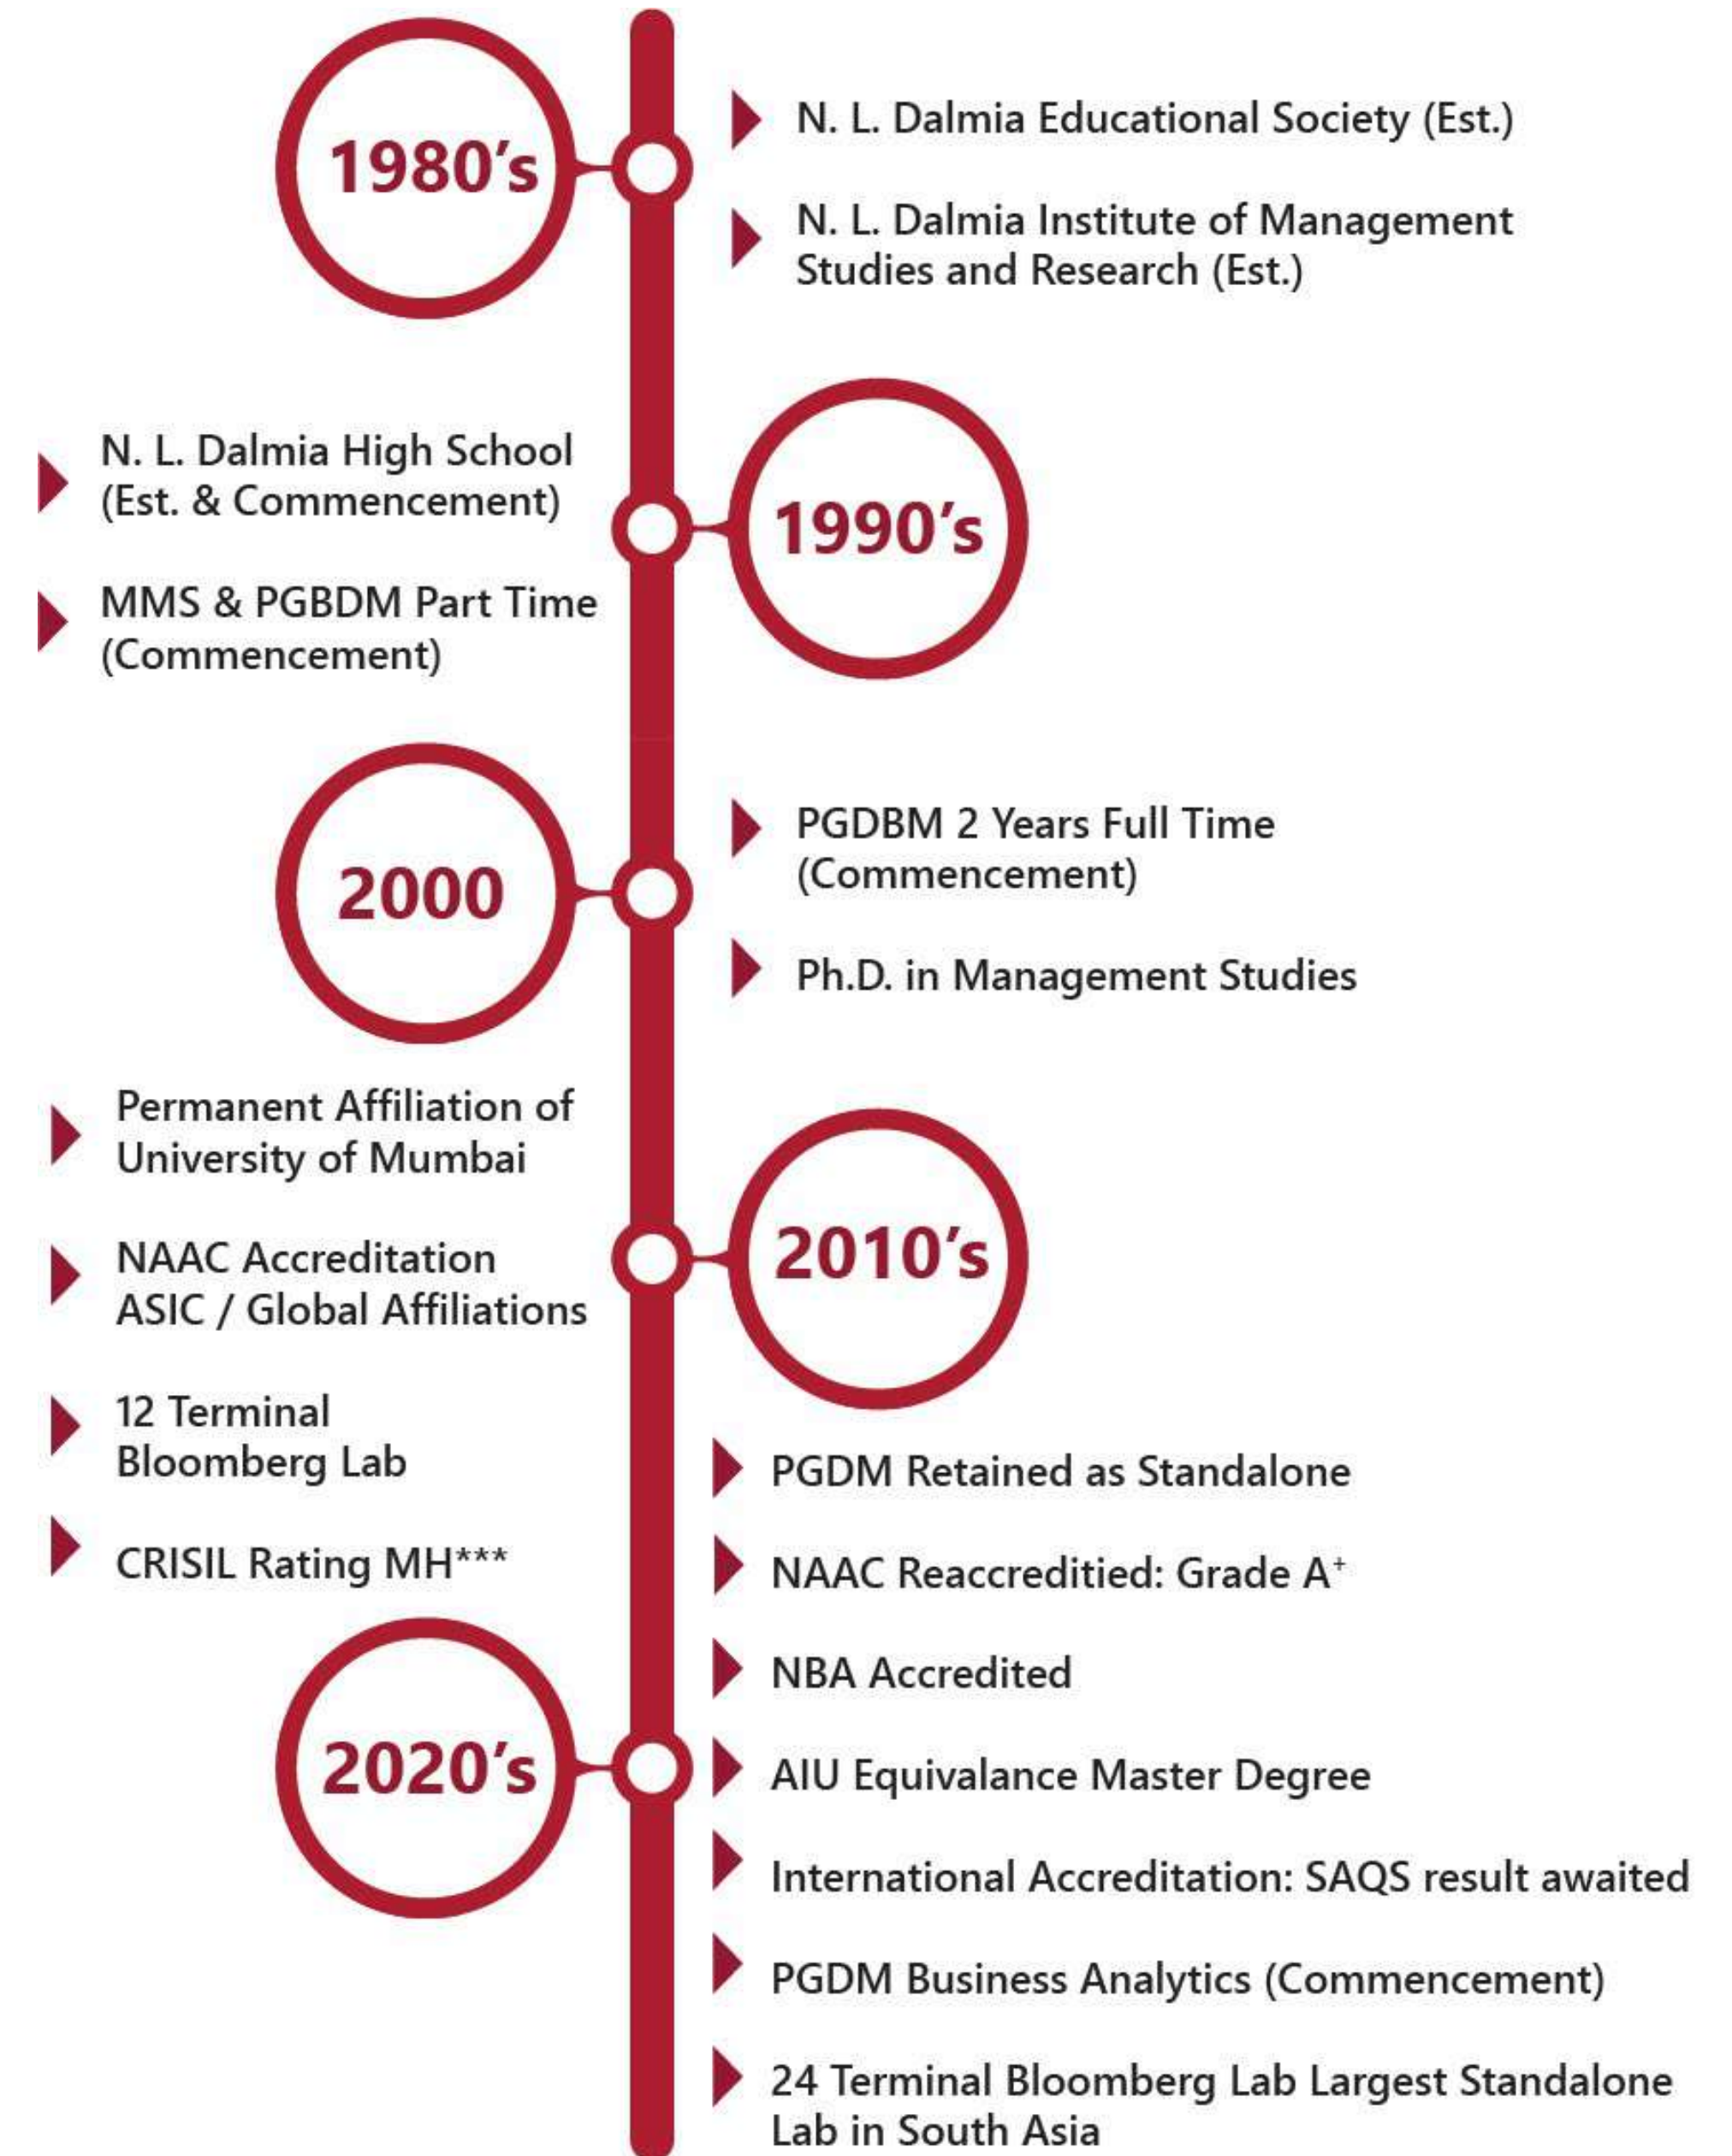 1980's
N. L. Dalmia Educational Society (Est.)
N. L. Dalmia Institute of Management
Studies and Research (Est.)
1990's
N. L. Dalmia High School
(Est. & Commencement)
MMS & PGBDM Part Time
(Commencement)
2000
PGDBM 2 Years Full Time
(Commencement)
Ph.D. in Management Studies
2010's
Permanent Affiliation of
University of Mumbai
NAAC Accreditation
ASIC / Global Affiliations
12 Terminal
Bloomberg Lab
CRISIL Rating MH***
2020's
PGDM Retained as Standalone
NAAC Reaccreditied: Grade A⁺
NBA Accredited
AIU Equivalance Master Degree
International Accreditation: SAQS result awaited
PGDM Business Analytics (Commencement)
24 Terminal Bloomberg Lab Largest Standalone
Lab in South Asia